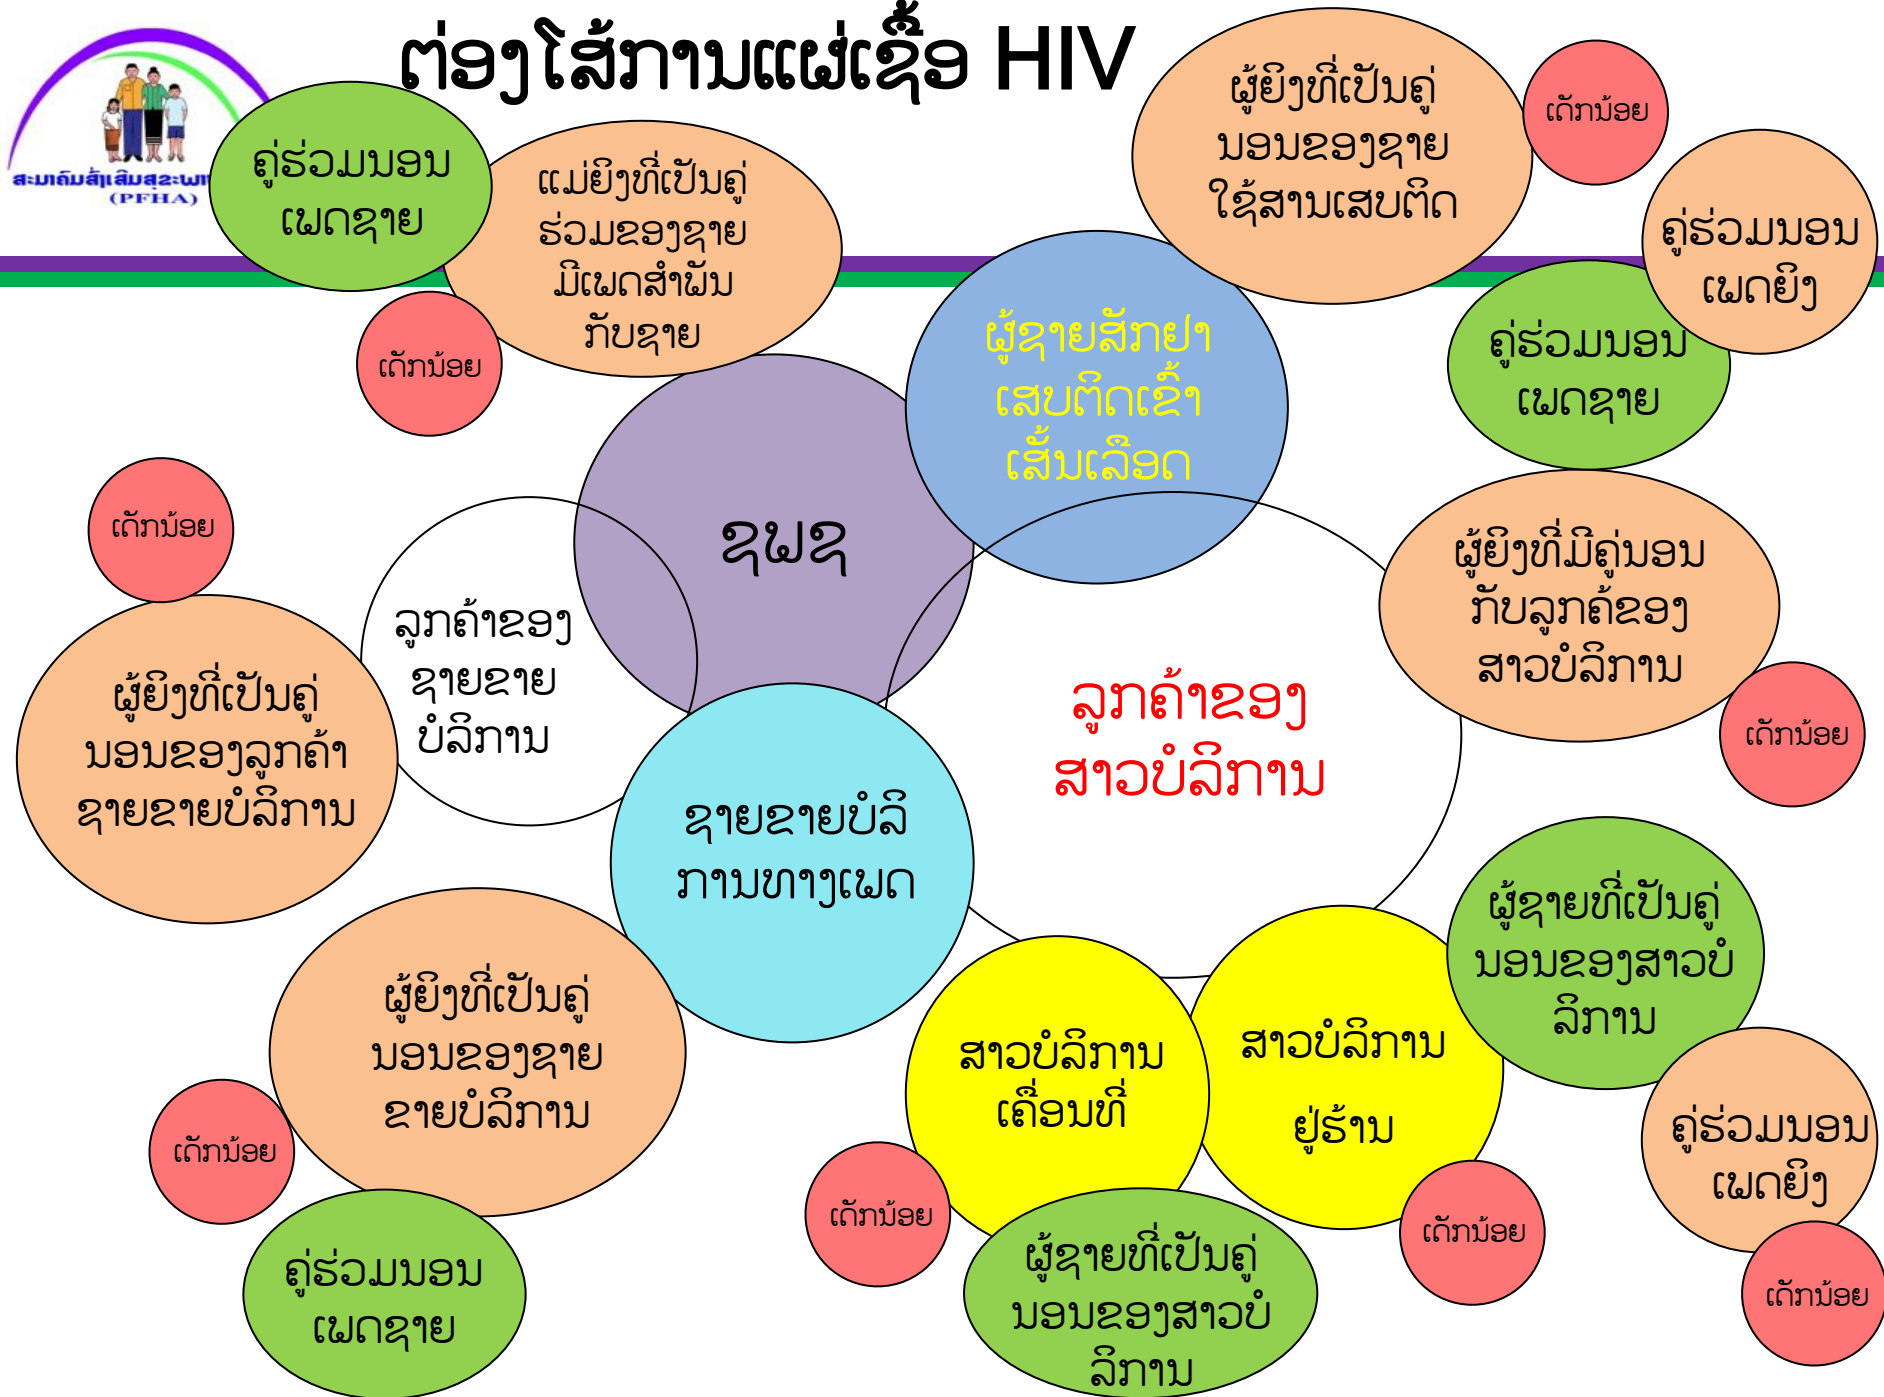 ຕ່ອງໂສ້ການແຜ່ເຊື້ອ HIV
ສະມາຄົມສົ່ງເສີມສຸຂະພາ
(PFHA)
ຄູ່ຮ່ວມນອນ
ເພດຊາຍ
ແມ່ຍິງທີ່ເປັນຄູ່
ຮ່ວມຂອງຊາຍ
ມີເພດສຳພັນ
ກັບຊາຍ
ເດັກນ້ອຍ
ຜູ້ຍິງທີ່ເປັນຄູ່
ນອນຂອງຊາຍ
ໃຊ້ສານເສບຕິດ
ເດັກນ້ອຍ
ຄູ່ຮ່ວມນອນ
ເພດຍິງ
ຄູ່ຮ່ວມນອນ
ເພດຊາຍ
ຜູ້ຊາຍສັກຢາ
ເສບຕິດເຂົ້າ
ເສັ້ນເລືອດ
ຊຟຊ
ເດັກນ້ອຍ
ລູກຄ້າຂອງ
ຊາຍຂາຍ
ບໍລິການ
ຜູ້ຍິງທີ່ມີຄູ່ນອນ
ກັບລູກຄ້ຂອງ
ສາວບໍລິການ
ເດັກນ້ອຍ
ຜູ້ຍິງທີ່ເປັນຄູ່
ນອນຂອງລູກຄ້າ
ຊາຍຂາຍບໍລິການ
ລູກຄ້າຂອງ
ສາວບໍລິການ
ຊາຍຂາຍບໍລິ
ການທາງເພດ
ຜູ້ຊາຍທີ່ເປັນຄູ່
ນອນຂອງສາວບໍ
ລິການ
ຜູ້ຍິງທີ່ເປັນຄູ່
ນອນຂອງຊາຍ
ຂາຍບໍລິການ
ສາວບໍລິການ
ເຄື່ອນທີ່
ສາວບໍລິການ
ຢູ່ຮ້ານ
ຄູ່ຮ່ວມນອນ
ເພດຍິງ
ເດັກນ້ອຍ
ເດັກນ້ອຍ
ເດັກນ້ອຍ
ເດັກນ້ອຍ
ຄູ່ຮ່ວມນອນ
ເພດຊາຍ
ຜູ້ຊາຍທີ່ເປັນຄູ່
ນອນຂອງສາວບໍ
ລິການ